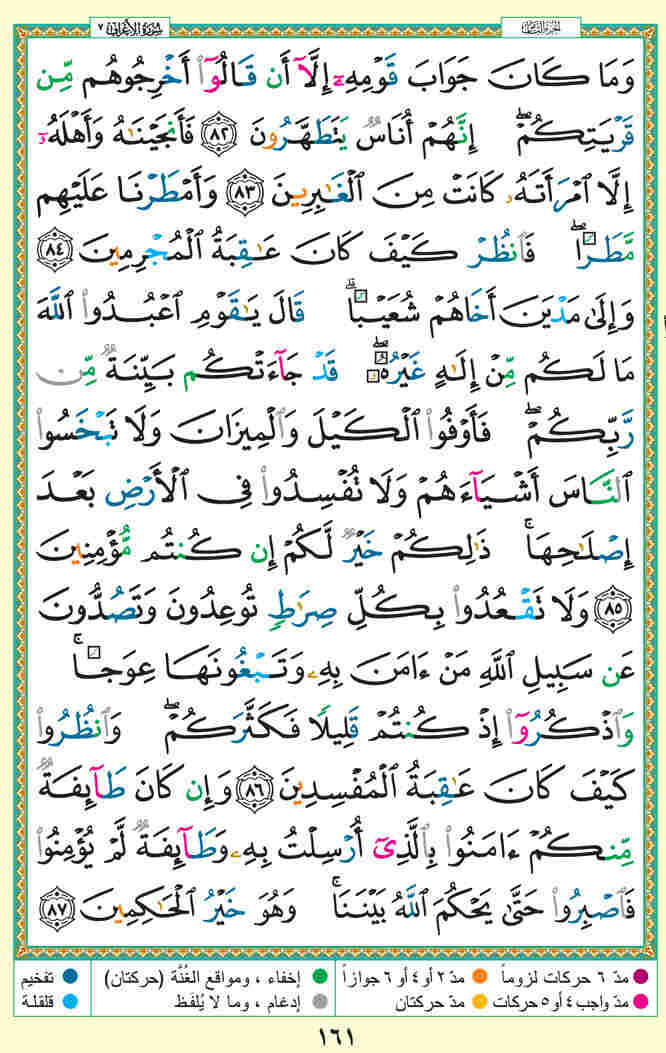 سُورَةُ الأَعْرَافِ ٧
الجزء الثامن
وَمَا كَانَ جَوَابَ قَوْمِهِۦٓ إِلَّآ أَن قَالُوٓا۟ أَخْرِجُوهُم مِّن
قَرْيَتِكُمْ ۖ إِنَّهُمْ أُنَاسٌ يَتَطَهَّرُونَ ٨٢ فَأَنجَيْنَٰهُ وَأَهْلَهُۥٓ
إِلَّا ٱمْرَأَتَهُۥ كَانَتْ مِنَ ٱلْغَٰبِرِينَ ٨٣ وَأَمْطَرْنَا عَلَيْهِم
مَّطَرًا ۖ فَٱنظُرْ كَيْفَ كَانَ عَٰقِبَةُ ٱلْمُجْرِمِينَ ٨٤
وَإِلَىٰ مَدْيَنَ أَخَاهُمْ شُعَيْبًا ۗ قَالَ يَٰقَوْمِ ٱعْبُدُوا۟ ٱللَّهَ
مَا لَكُم مِّنْ إِلَٰهٍ غَيْرُهُۥ ۖ قَدْ جَآءَتْكُم بَيِّنَةٌ مِّن
رَّبِّكُمْ ۖ فَأَوْفُوا۟ ٱلْكَيْلَ وَٱلْمِيزَانَ وَلَا تَبْخَسُوا۟
ٱلنَّاسَ أَشْيَآءَهُمْ وَلَا تُفْسِدُوا۟ فِى ٱلْأَرْضِ بَعْدَ
إِصْلَٰحِهَا ۚ ذَٰلِكُمْ خَيْرٌ لَّكُمْ إِن كُنتُم مُّؤْمِنِينَ
٨٥ وَلَا تَقْعُدُوا۟ بِكُلِّ صِرَٰطٍ تُوعِدُونَ وَتَصُدُّونَ
عَن سَبِيلِ ٱللَّهِ مَنْ ءَامَنَ بِهِۦ وَتَبْغُونَهَا عِوَجًا ۚ
وَٱذْكُرُوٓا۟ إِذْ كُنتُمْ قَلِيلًا فَكَثَّرَكُمْ ۖ وَٱنظُرُوا۟
كَيْفَ كَانَ عَٰقِبَةُ ٱلْمُفْسِدِينَ ٨٦ وَإِن كَانَ طَآئِفَةٌ
مِّنكُمْ ءَامَنُوا۟ بِٱلَّذِىٓ أُرْسِلْتُ بِهِۦ وَطَآئِفَةٌ لَّمْ يُؤْمِنُوا۟
فَٱصْبِرُوا۟ حَتَّىٰ يَحْكُمَ ٱللَّهُ بَيْنَنَا ۚ وَهُوَ خَيْرُ ٱلْحَٰكِمِينَ ٨٧
مدّ ٦ حركات لزوماً مدّ ٢ أو ٤ أو ٦ جوازاً إخفاء ، ومواقع الغُنَّة (حركتان) تفخيم
مدّ واجب ٤ أو ٥ حركات مدّ حركتان إدغام ، وما لا يُلفَظ قلقلة
١٦١